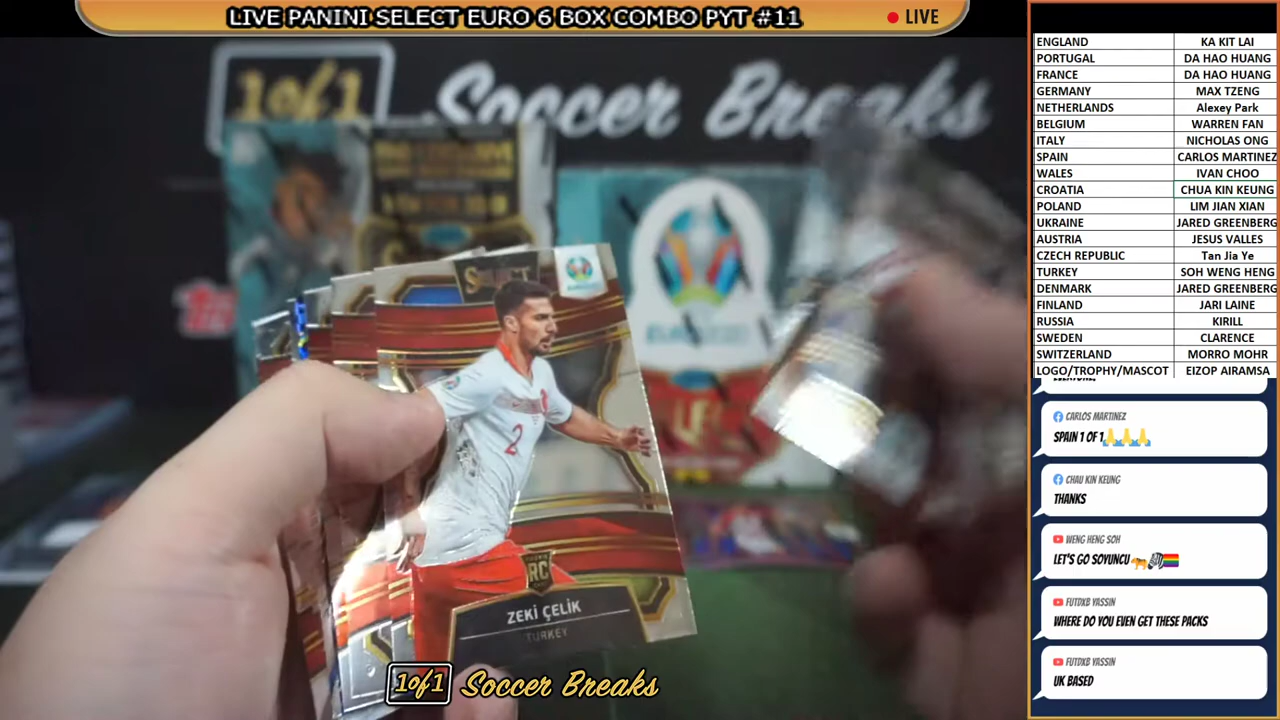 LIVE PANINI SELECT EURO 6 BOX COMBO PYT #11
LIVE
1of1 Soccer Breaks
SELECT
2
RC
ZEKİ ÇELİK
TURKEY
1of1 Soccer Breaks
ENGLAND KA KIT LAI
PORTUGAL DA HAO HUANG
FRANCE DA HAO HUANG
GERMANY MAX TZENG
NETHERLANDS Alexey Park
BELGIUM WARREN FAN
ITALY NICHOLAS ONG
SPAIN CARLOS MARTINEZ
WALES IVAN CHOO
CROATIA CHUA KIN KEUNG
POLAND LIM JIAN XIAN
UKRAINE JARED GREENBERG
AUSTRIA JESUS VALLES
CZECH REPUBLIC Tan Jia Ye
TURKEY SOH WENG HENG
DENMARK JARED GREENBERG
FINLAND JARI LAINE
RUSSIA KIRILL
SWEDEN CLARENCE
SWITZERLAND MORRO MOHR
LOGO/TROPHY/MASCOT EIZOP AIRAMSA
CARLOS MARTINEZ
SPAIN 1 OF 1🙏🙏🙏
CHAU KIN KEUNG
THANKS
WENG HENG SOH
LET'S GO SOYUNCU🐅🦓🏳️‍🌈
FUTDXB YASSIN
WHERE DO YOU EVEN GET THESE PACKS
FUTDXB YASSIN
UK BASED